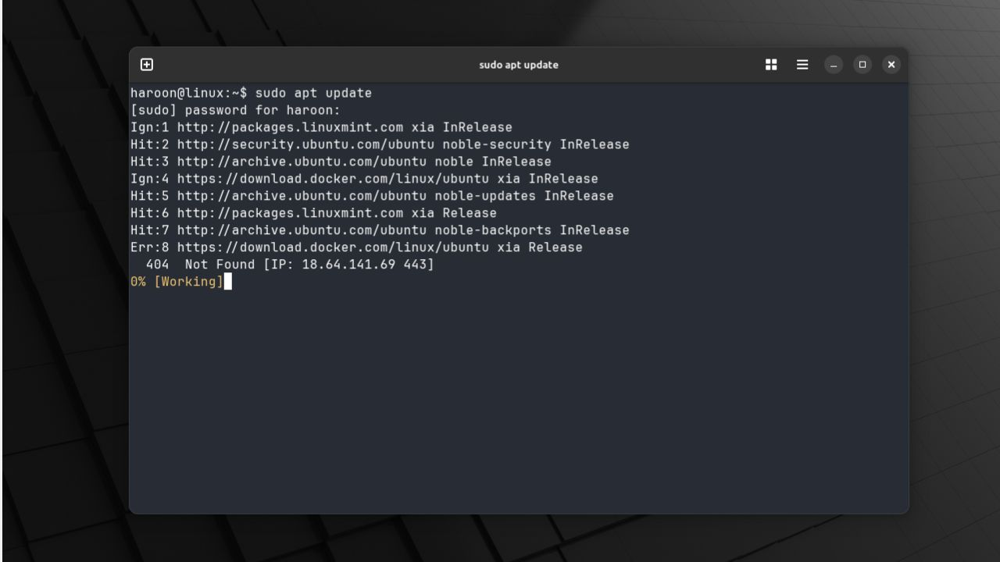 sudo apt update
haroon@linux:~$ sudo apt update
[sudo] password for haroon:
Ign:1 http://packages.linuxmint.com xia InRelease
Hit:2 http://security.ubuntu.com/ubuntu noble-security InRelease
Hit:3 http://archive.ubuntu.com/ubuntu noble InRelease
Ign:4 https://download.docker.com/linux/ubuntu xia InRelease
Hit:5 http://archive.ubuntu.com/ubuntu noble-updates InRelease
Hit:6 http://packages.linuxmint.com xia Release
Hit:7 http://archive.ubuntu.com/ubuntu noble-backports InRelease
Err:8 https://download.docker.com/linux/ubuntu xia Release
  404  Not Found [IP: 18.64.141.69 443]
0% [Working]